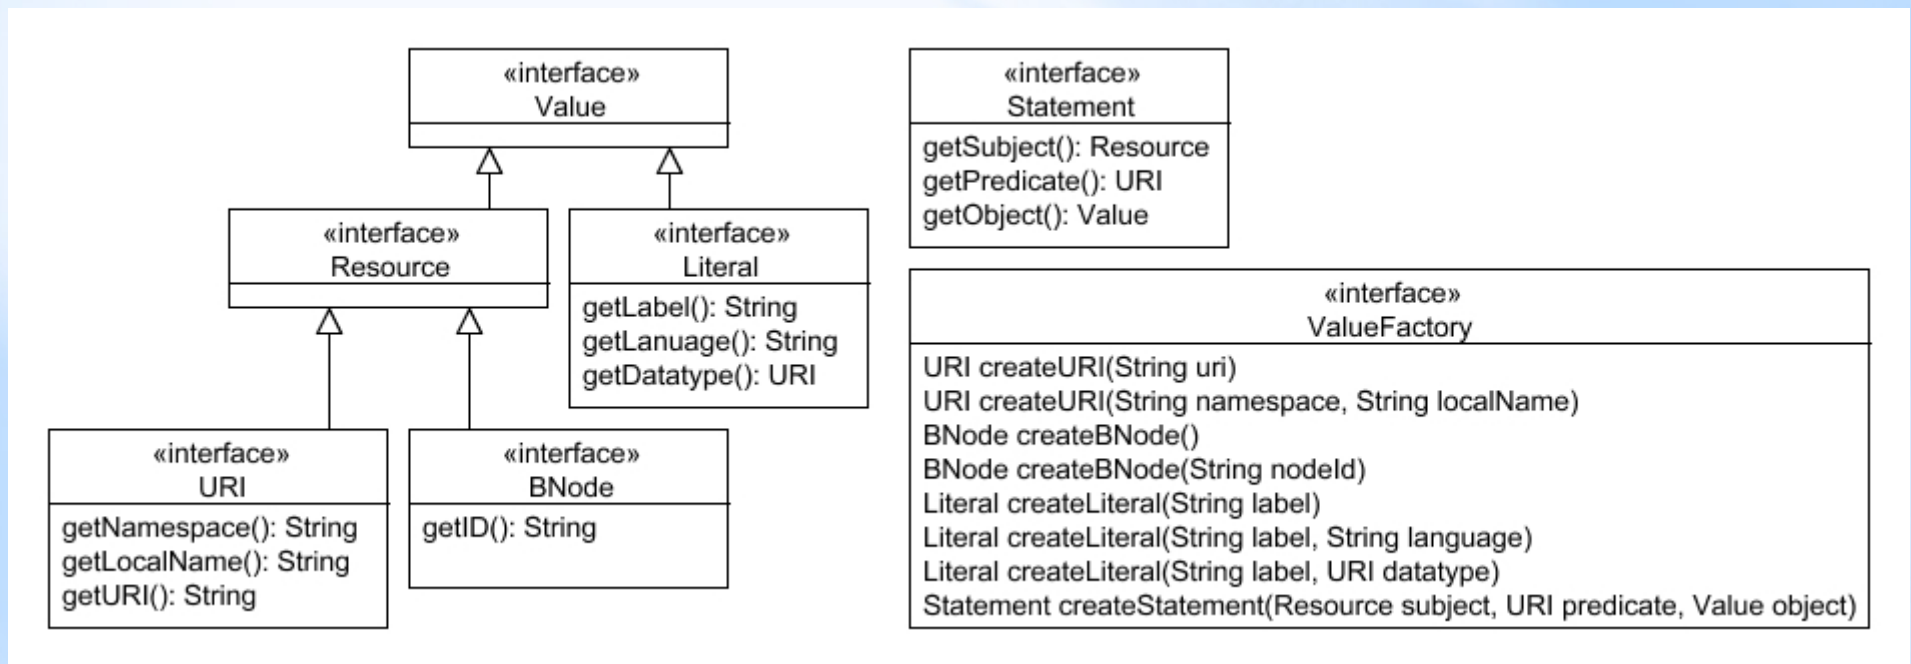 «interface»
Value
«interface»
Statement
getSubject(): Resource
getPredicate(): URI
getObject(): Value
«interface»
Resource
«interface»
Literal
getLabel(): String
getLanuage(): String
getDatatype(): URI
«interface»
ValueFactory
URI createURI(String uri)
URI createURI(String namespace, String localName)
BNode createBNode()
BNode createBNode(String nodeId)
Literal createLiteral(String label)
Literal createLiteral(String label, String language)
Literal createLiteral(String label, URI datatype)
Statement createStatement(Resource subject, URI predicate, Value object)
«interface»
URI
getNamespace(): String
getLocalName(): String
getURI(): String
«interface»
BNode
getID(): String